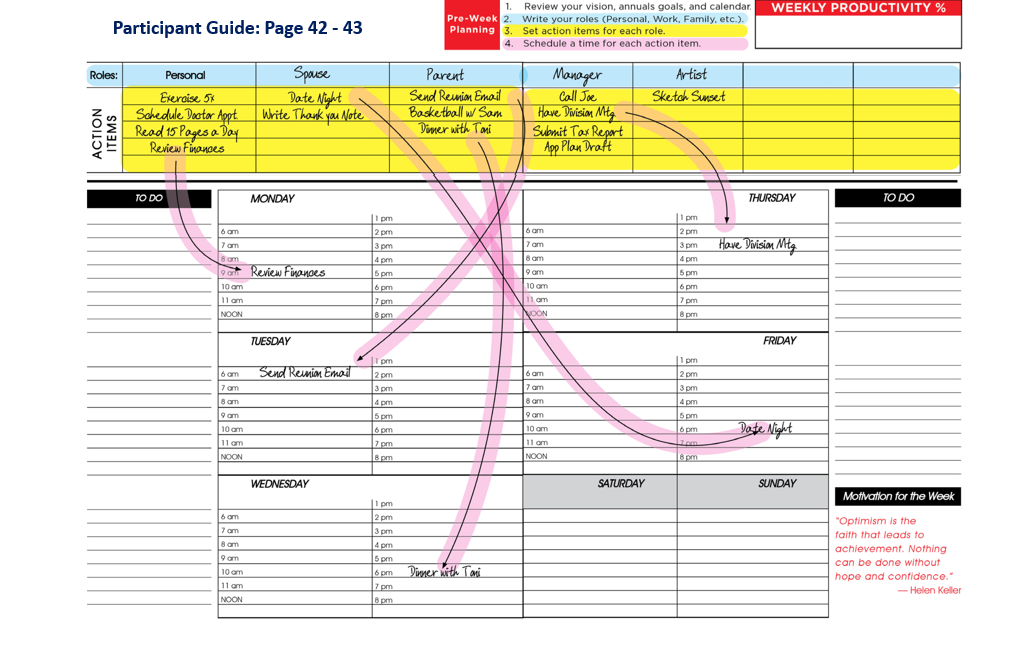 Participant Guide: Page 42 - 43
Pre-Week Planning
1. Review your vision, annuals goals, and calendar.
2. Write your roles (Personal, Work, Family, etc.).
3. Set action items for each role.
4. Schedule a time for each action item.
WEEKLY PRODUCTIVITY %
Roles: Personal Spouse Parent Manager Artist
ACTION ITEMS
Exercise 5x Date Night Send Reunion Email Call Joe Sketch Sunset
Schedule Doctor Appt. Write Thank you Note Basketball w/ Sam Have Division Mtg.
Read 15 Pages a Day Dinner with Tani Submit Tax Report
Review Finances App Plan Draft
TO DO
MONDAY
1 pm
6 am 2 pm
7 am 3 pm
8 am 4 pm
9 am Review Finances 5 pm
10 am 6 pm
11 am 7 pm
NOON 8 pm
TUESDAY
1 pm
6 am Send Reunion Email 2 pm
7 am 3 pm
8 am 4 pm
9 am 5 pm
10 am 6 pm
11 am 7 pm
NOON 8 pm
WEDNESDAY
1 pm
6 am 2 pm
7 am 3 pm
8 am 4 pm
9 am 5 pm
10 am 6 pm Dinner with Tani
11 am 7 pm
NOON 8 pm
THURSDAY
1 pm
6 am 2 pm
7 am 3 pm Have Division Mtg.
8 am 4 pm
9 am 5 pm
10 am 6 pm
11 am 7 pm
NOON 8 pm
FRIDAY
1 pm
6 am 2 pm
7 am 3 pm
8 am 4 pm
9 am 5 pm
10 am 6 pm Date Night
11 am 7 pm
NOON 8 pm
SATURDAY SUNDAY
TO DO
Motivation for the Week
"Optimism is the
faith that leads to
achievement. Nothing
can be done without
hope and confidence."
— Helen Keller